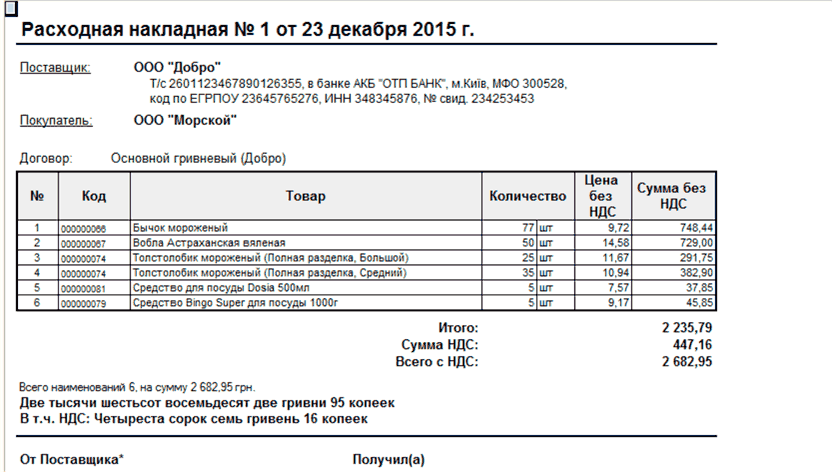 Расходная накладная № 1 от 23 декабря 2015 г.
Поставщик: ООО "Добро"
Т/с 2601123467890126355, в банке АКБ "ОТП БАНК", м.Київ, МФО 300528,
код по ЕГРПОУ 23645765276, ИНН 348345876, № свид. 234253453
Покупатель: ООО "Морской"
Договор: Основной гривневый (Добро)
№ Код Товар Количество Цена без НДС Сумма без НДС
1 000000066 Бычок мороженый 77 шт 9,72 748,44
2 000000067 Вобла Астраханская вяленая 50 шт 14,58 729,00
3 000000074 Толстолобик мороженый (Полная разделка, Большой) 25 шт 11,67 291,75
4 000000074 Толстолобик мороженый (Полная разделка, Средний) 35 шт 10,94 382,90
5 000000081 Средство для посуды Dosia 500мл 5 шт 7,57 37,85
6 000000079 Средство Bingo Super для посуды 1000г 5 шт 9,17 45,85
Итого: 2 235,79
Сумма НДС: 447,16
Всего с НДС: 2 682,95
Всего наименований 6, на сумму 2 682,95 грн.
Две тысячи шестьсот восемьдесят две гривни 95 копеек
В т.ч. НДС: Четыреста сорок семь гривень 16 копеек
От Поставщика* Получил(а)